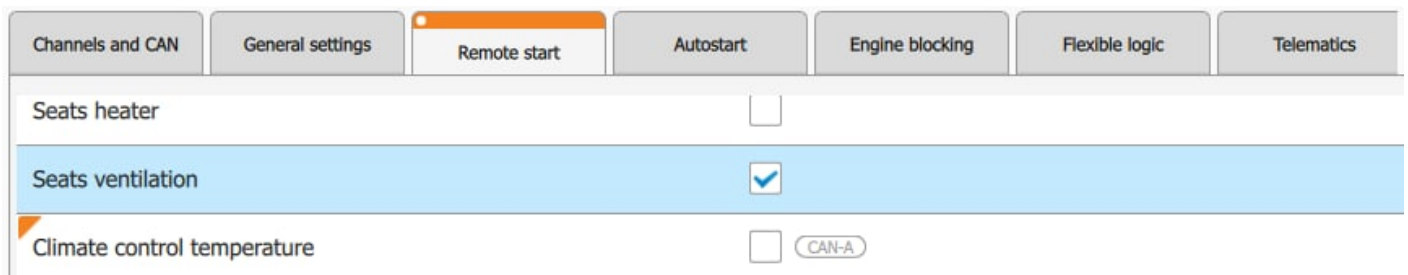 Channels and CAN General settings Remote start Autostart Engine blocking Flexible logic Telematics
Seats heater
Seats ventilation
Climate control temperature CAN-A